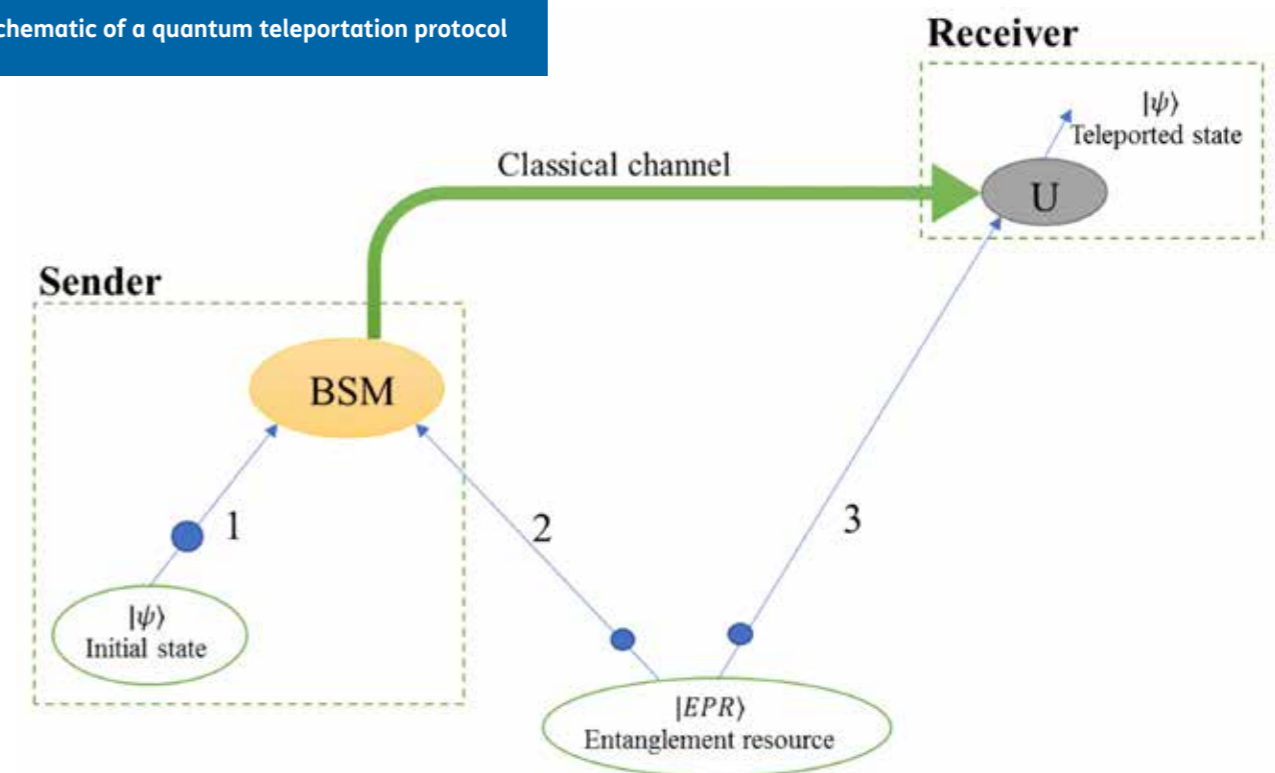 chematic of a quantum teleportation protocol
Receiver
|ψ⟩
Teleported state
Classical channel
U
Sender
BSM
1
2
3
|ψ⟩
Initial state
|EPR⟩
Entanglement resource